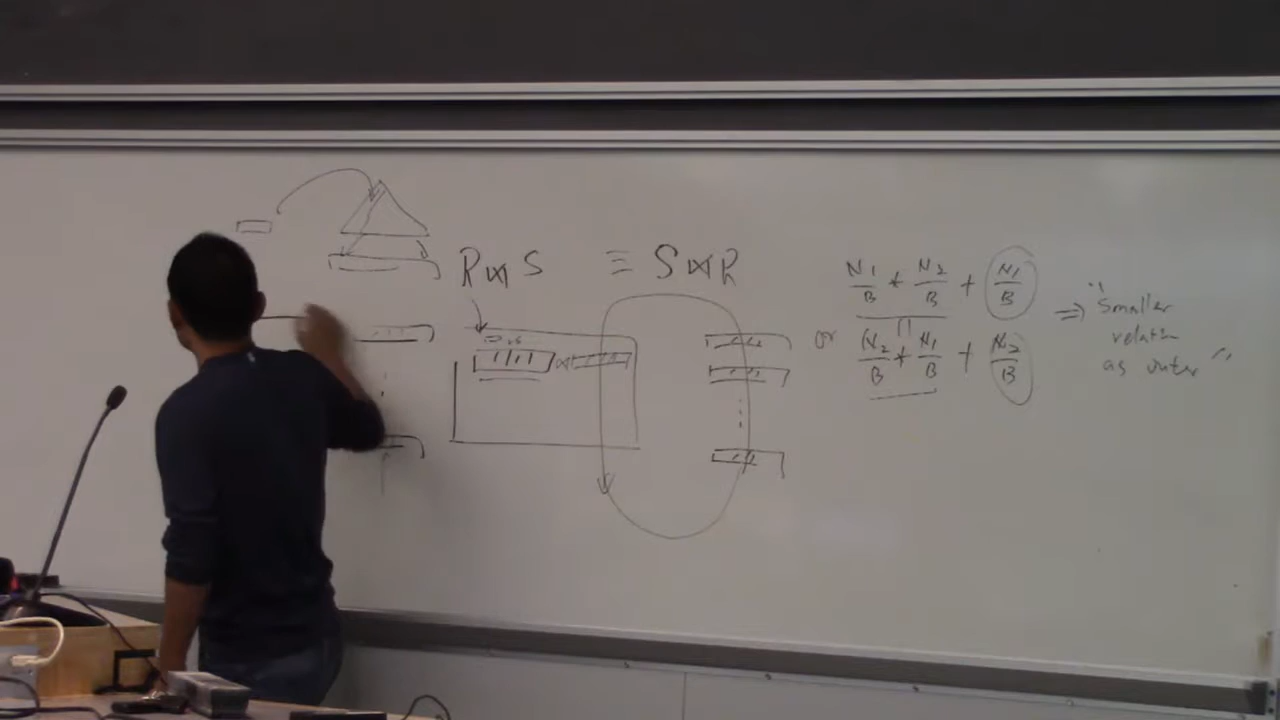 R⋈S ≡ S⋈R
N₁/B * N₂/B + N₁/B
or
N₂/B * N₁/B + N₂/B
⇒ "Smaller
relation
as outer"